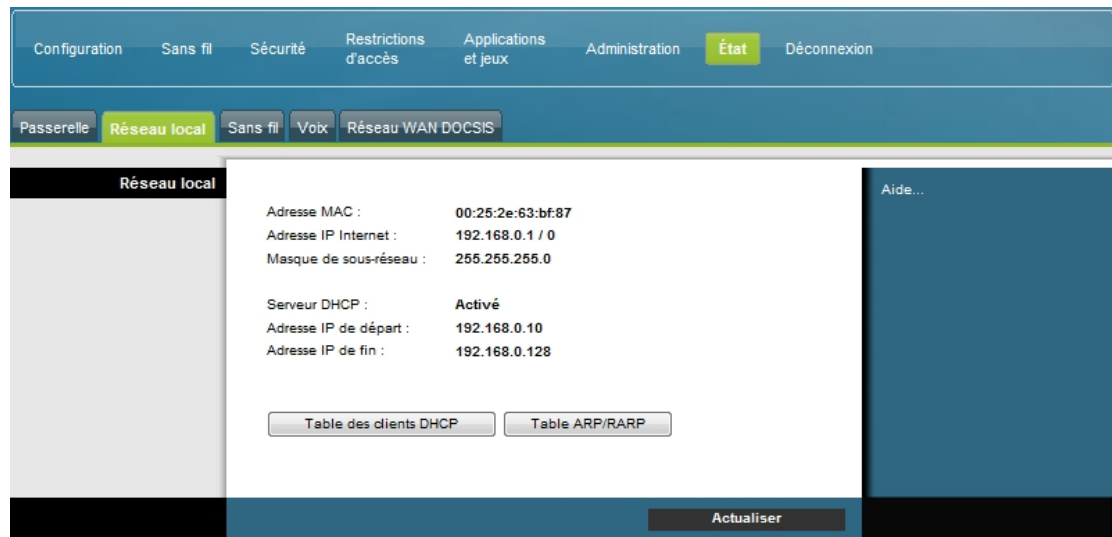 Configuration Sans fil Sécurité Restrictions d'accès Applications et jeux Administration État Déconnexion
Passerelle Réseau local Sans fil Voix Réseau WAN DOCSIS
Réseau local
Aide...
Adresse MAC : 00:25:2e:63:bf:87
Adresse IP Internet : 192.168.0.1 / 0
Masque de sous-réseau : 255.255.255.0
Serveur DHCP : Activé
Adresse IP de départ : 192.168.0.10
Adresse IP de fin : 192.168.0.128
Table des clients DHCP Table ARP/RARP
Actualiser